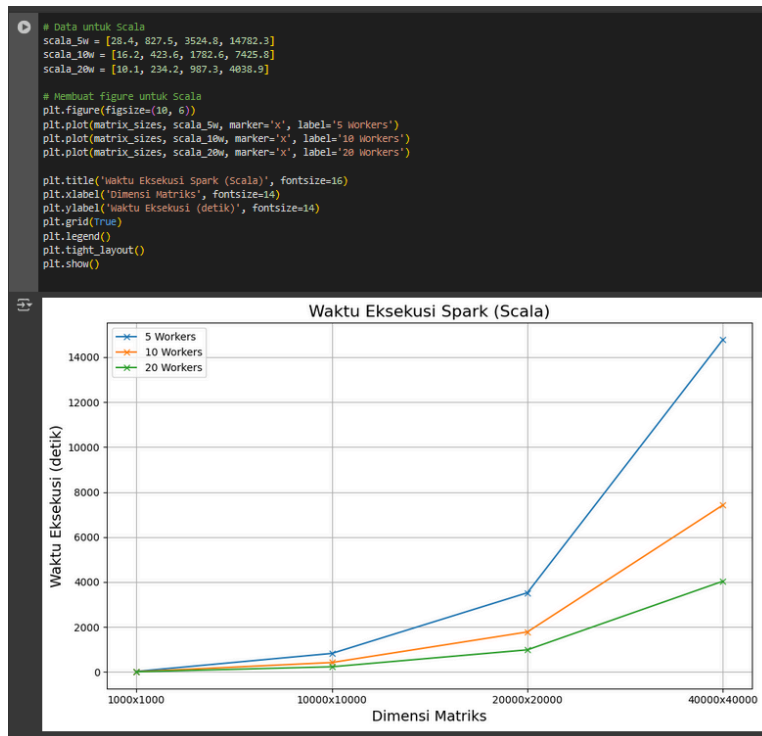 # Data untuk Scala
scala_5w = [28.4, 827.5, 3524.8, 14782.3]
scala_10w = [16.2, 423.6, 1782.6, 7425.8]
scala_20w = [10.1, 234.2, 987.3, 4038.9]
# Membuat figure untuk Scala
plt.figure(figsize=(10, 6))
plt.plot(matrix_sizes, scala_5w, marker='x', label='5 Workers')
plt.plot(matrix_sizes, scala_10w, marker='x', label='10 Workers')
plt.plot(matrix_sizes, scala_20w, marker='x', label='20 Workers')
plt.title('Waktu Eksekusi Spark (Scala)', fontsize=16)
plt.xlabel('Dimensi Matriks', fontsize=14)
plt.ylabel('Waktu Eksekusi (detik)', fontsize=14)
plt.grid(True)
plt.legend()
plt.tight_layout()
plt.show()
Waktu Eksekusi Spark (Scala)
5 Workers
10 Workers
20 Workers
Waktu Eksekusi (detik)
14000
12000
10000
8000
6000
4000
2000
0
1000x1000 10000x10000 20000x20000 40000x40000
Dimensi Matriks